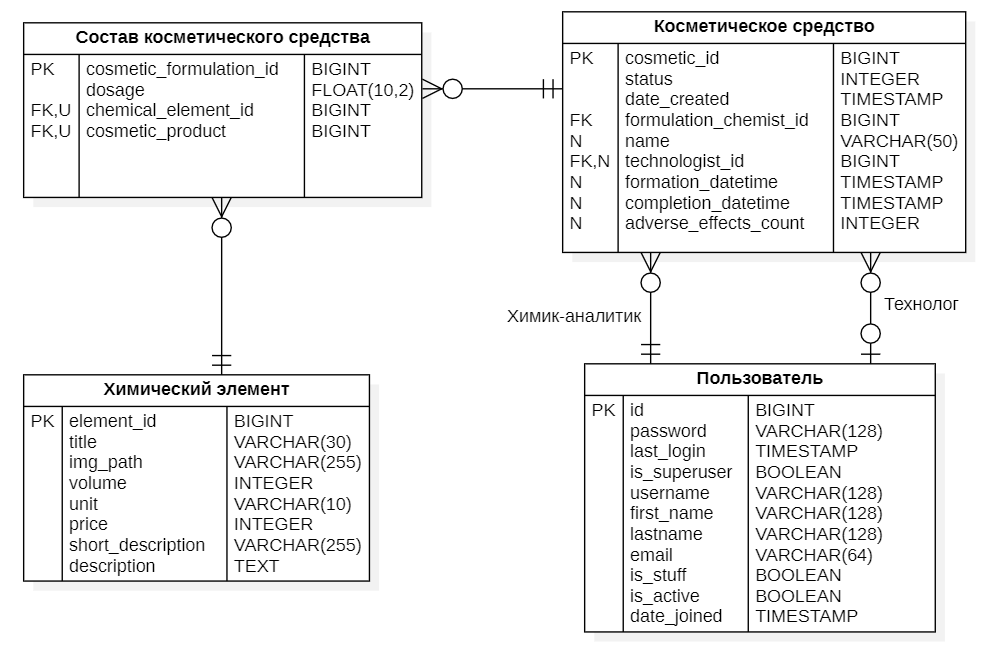 Состав косметического средства
PK cosmetic_formulation_id BIGINT
dosage FLOAT(10,2)
FK,U chemical_element_id BIGINT
FK,U cosmetic_product BIGINT
Косметическое средство
PK cosmetic_id BIGINT
status INTEGER
date_created TIMESTAMP
FK formulation_chemist_id BIGINT
N name VARCHAR(50)
FK,N technologist_id BIGINT
N formation_datetime TIMESTAMP
N completion_datetime TIMESTAMP
N adverse_effects_count INTEGER
Химик-аналитик
Технолог
Химический элемент
PK element_id BIGINT
title VARCHAR(30)
img_path VARCHAR(255)
volume INTEGER
unit VARCHAR(10)
price INTEGER
short_description VARCHAR(255)
description TEXT
Пользователь
PK id BIGINT
password VARCHAR(128)
last_login TIMESTAMP
is_superuser BOOLEAN
username VARCHAR(128)
first_name VARCHAR(128)
lastname VARCHAR(128)
email VARCHAR(64)
is_stuff BOOLEAN
is_active BOOLEAN
date_joined TIMESTAMP